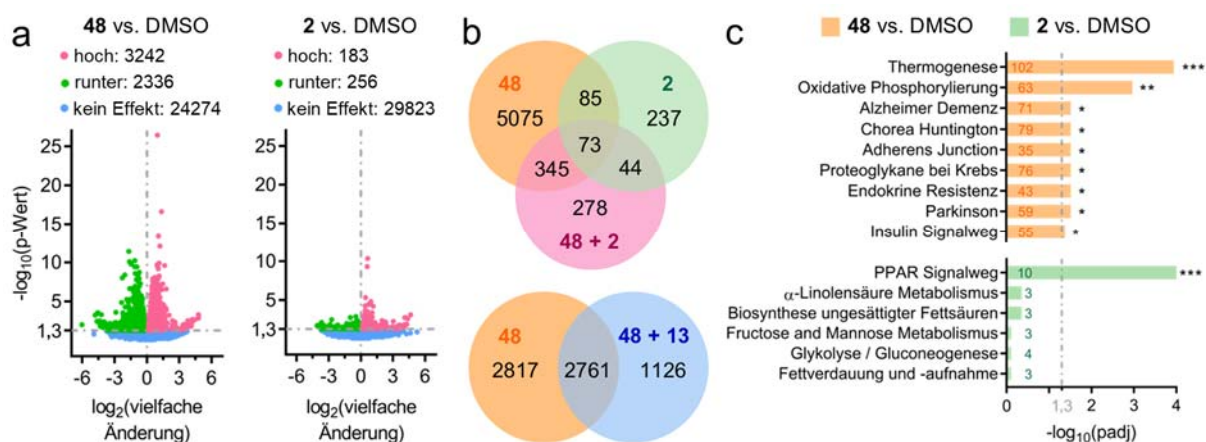 a
48 vs. DMSO
hoch: 3242
runter: 2336
kein Effekt: 24274
-log10(p-Wert)
25
20
15
10
5
1,3
-6 -3 0 3 6
log2(vielfache
Änderung)
2 vs. DMSO
hoch: 183
runter: 256
kein Effekt: 29823
25
20
15
10
5
1,3
-6 -3 0 3 6
log2(vielfache
Änderung)
b
48
2
85
5075
237
73
345
44
278
48 + 2
48
48 + 13
2817
2761
1126
c
48 vs. DMSO
2 vs. DMSO
Thermogenese 102 ***
Oxidative Phosphorylierung 63 **
Alzheimer Demenz 71 *
Chorea Huntington 79 *
Adherens Junction 35 *
Proteoglykane bei Krebs 76 *
Endokrine Resistenz 43 *
Parkinson 59 *
Insulin Signalweg 55 *
PPAR Signalweg 10 ***
α-Linolensäure Metabolismus 3
Biosynthese ungesättigter Fettsäuren 3
Fructose and Mannose Metabolismus 3
Glykolyse / Gluconeogenese 4
Fettverdauung und -aufnahme 3
0 1,3 2 3 4
-log10(padj)